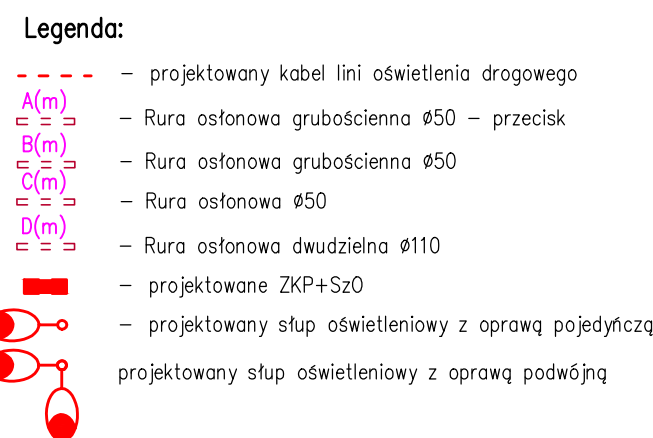 Legenda:
– projektowany kabel lini oświetlenia drogowego
A(m)
– Rura osłonowa grubościenna Ø50 – przecisk
B(m)
– Rura osłonowa grubościenna Ø50
C(m)
– Rura osłonowa Ø50
D(m)
– Rura osłonowa dwudzielna Ø110
– projektowane ZKP+SzO
– projektowany słup oświetleniowy z oprawą pojedyńczą
projektowany słup oświetleniowy z oprawą podwójną